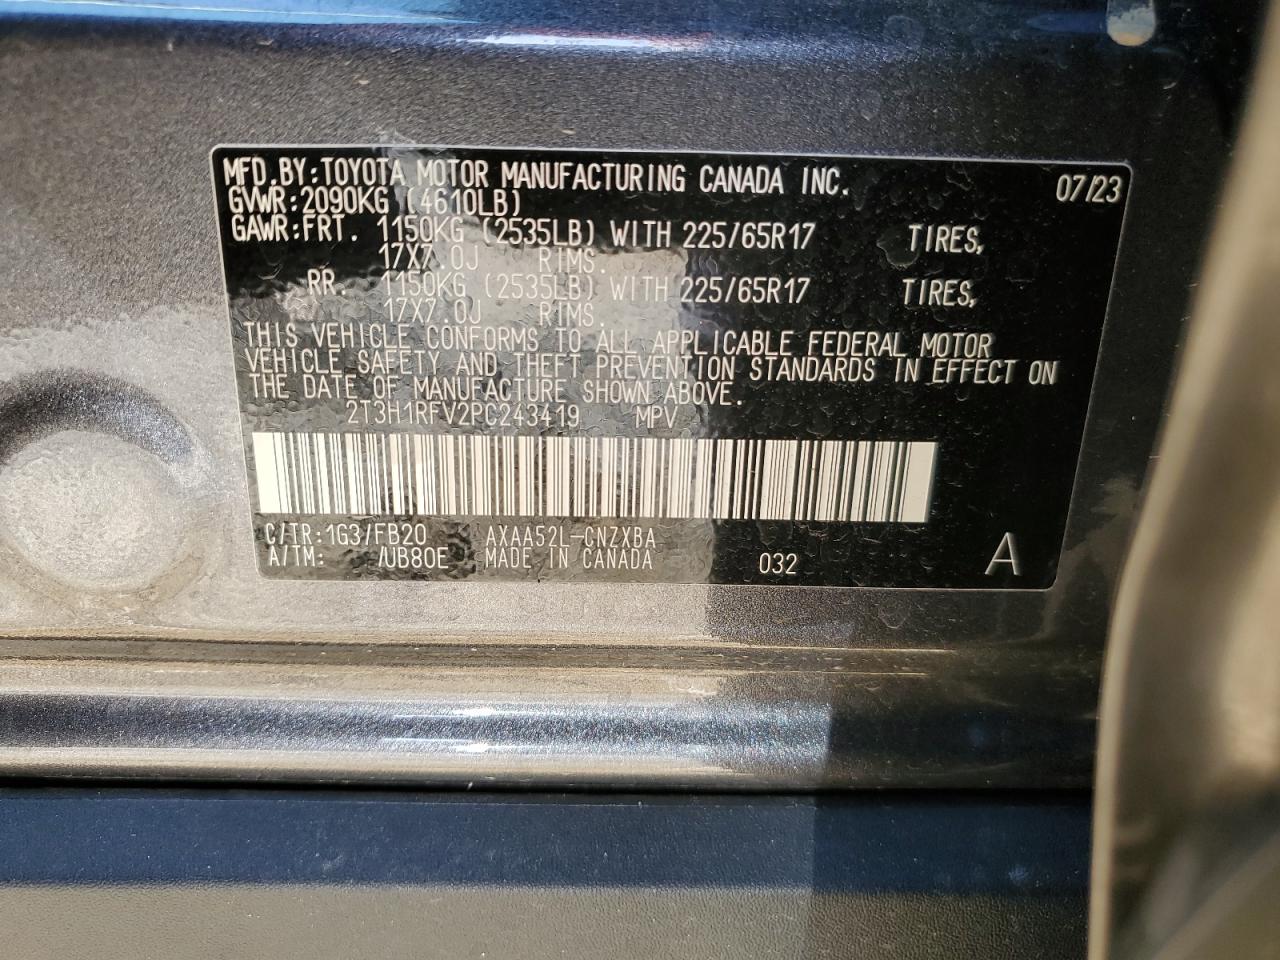 MFD.BY:TOYOTA MOTOR MANUFACTURING CANADA INC. 07/23
GVWR:2090KG (4610LB)
GAWR:FRT. 1150KG (2535LB) WITH 225/65R17 TIRES,
17X7.0J RIMS.
RR. 1150KG (2535LB) WITH 225/65R17 TIRES,
17X7.0J RIMS.
THIS VEHICLE CONFORMS TO ALL APPLICABLE FEDERAL MOTOR
VEHICLE SAFETY AND THEFT PREVENTION STANDARDS IN EFFECT ON
THE DATE OF MANUFACTURE SHOWN ABOVE.
2T3H1RFV2PC243419 MPV
C/TR:1G3/FB20 AXAA52L-CNZXBA
A/TM: /UB80E MADE IN CANADA 032 A